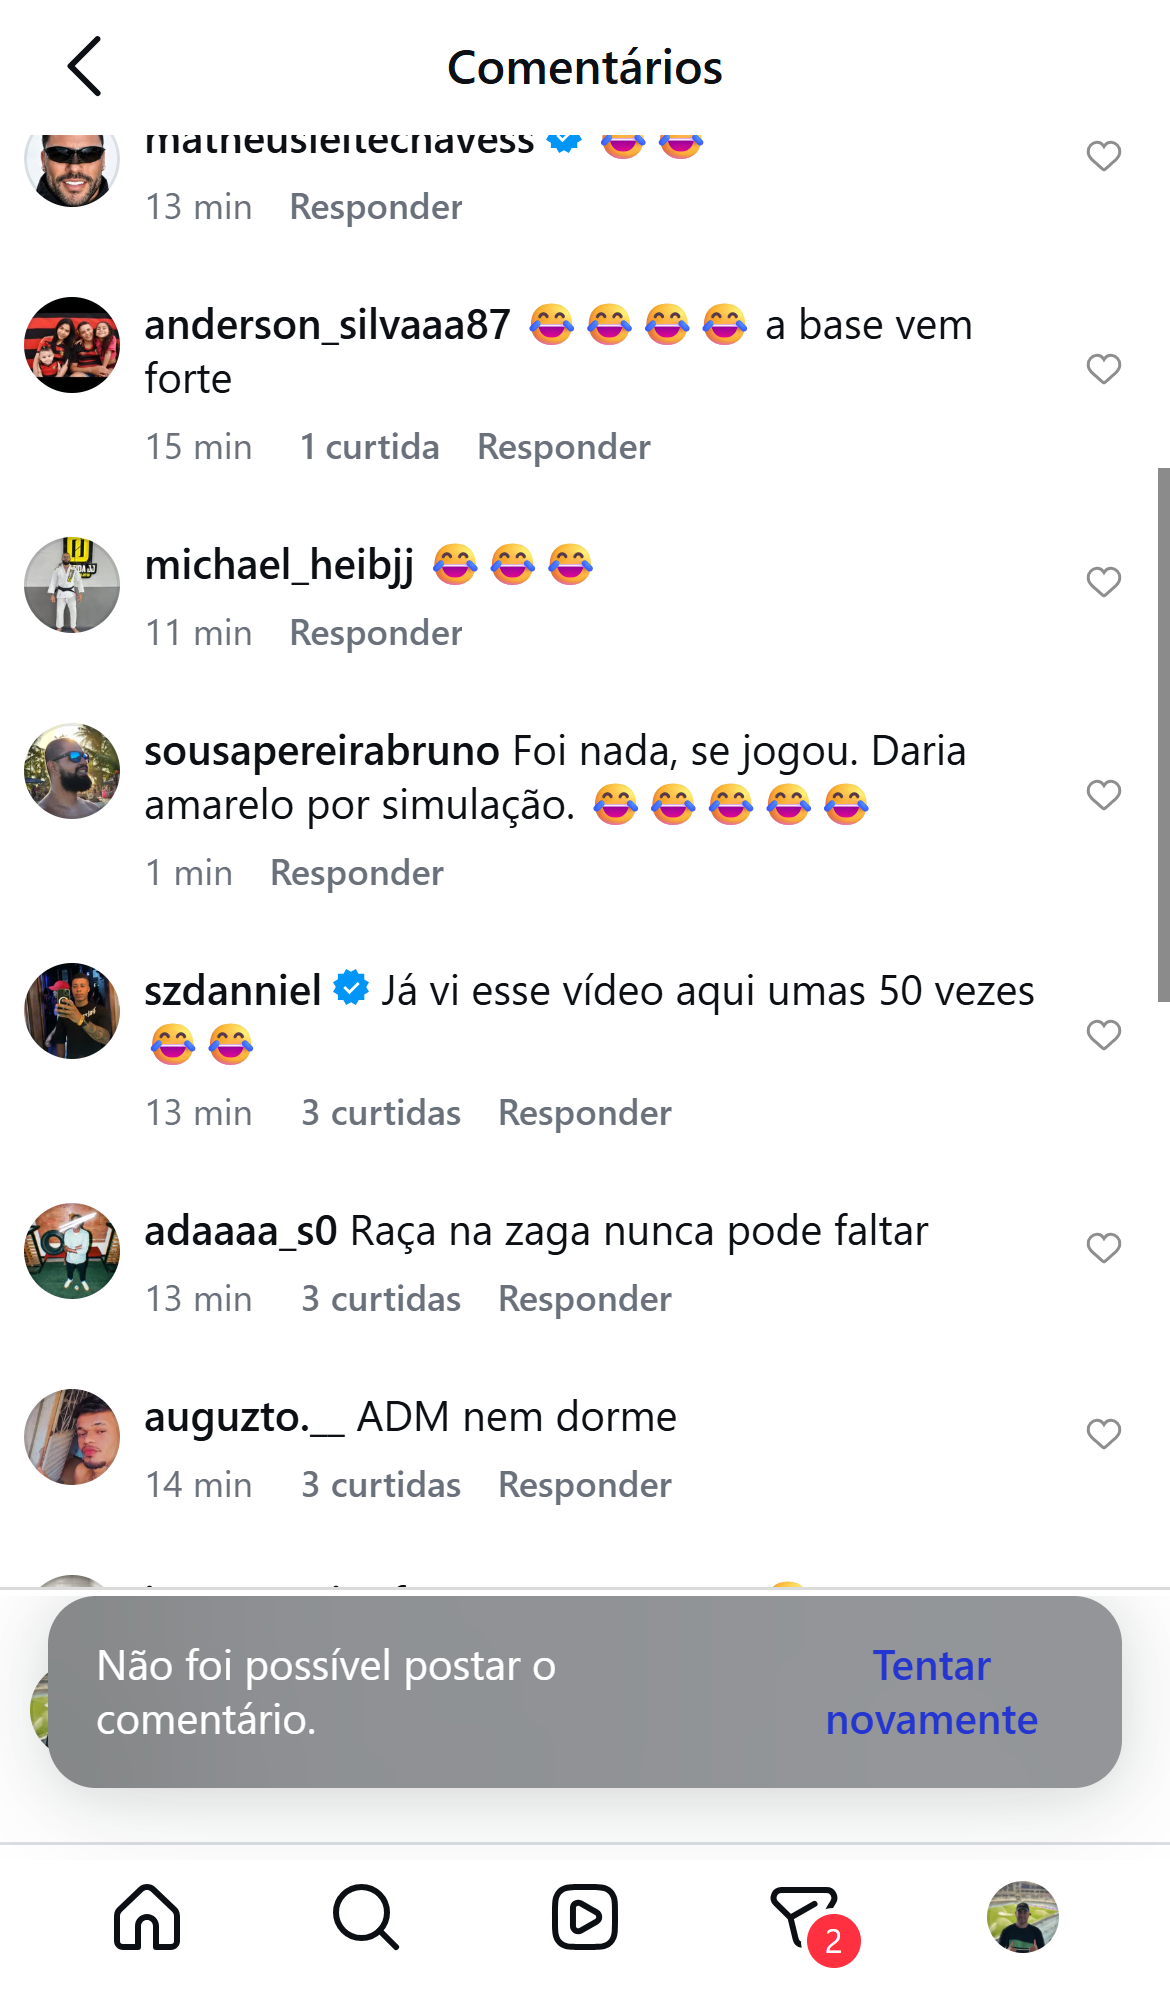 Comentários
matheusleitechavess 😂😂
13 min Responder
anderson_silvaaa87 😂😂😂😂 a base vem
forte
15 min 1 curtida Responder
michael_heibjj 😂😂😂
11 min Responder
sousapereirabruno Foi nada, se jogou. Daria
amarelo por simulação. 😂😂😂😂😂
1 min Responder
szdanniel Já vi esse vídeo aqui umas 50 vezes
😂😂
13 min 3 curtidas Responder
adaaaa_s0 Raça na zaga nunca pode faltar
13 min 3 curtidas Responder
auguzto.__ ADM nem dorme
14 min 3 curtidas Responder
Não foi possível postar o
comentário.
Tentar
novamente
2